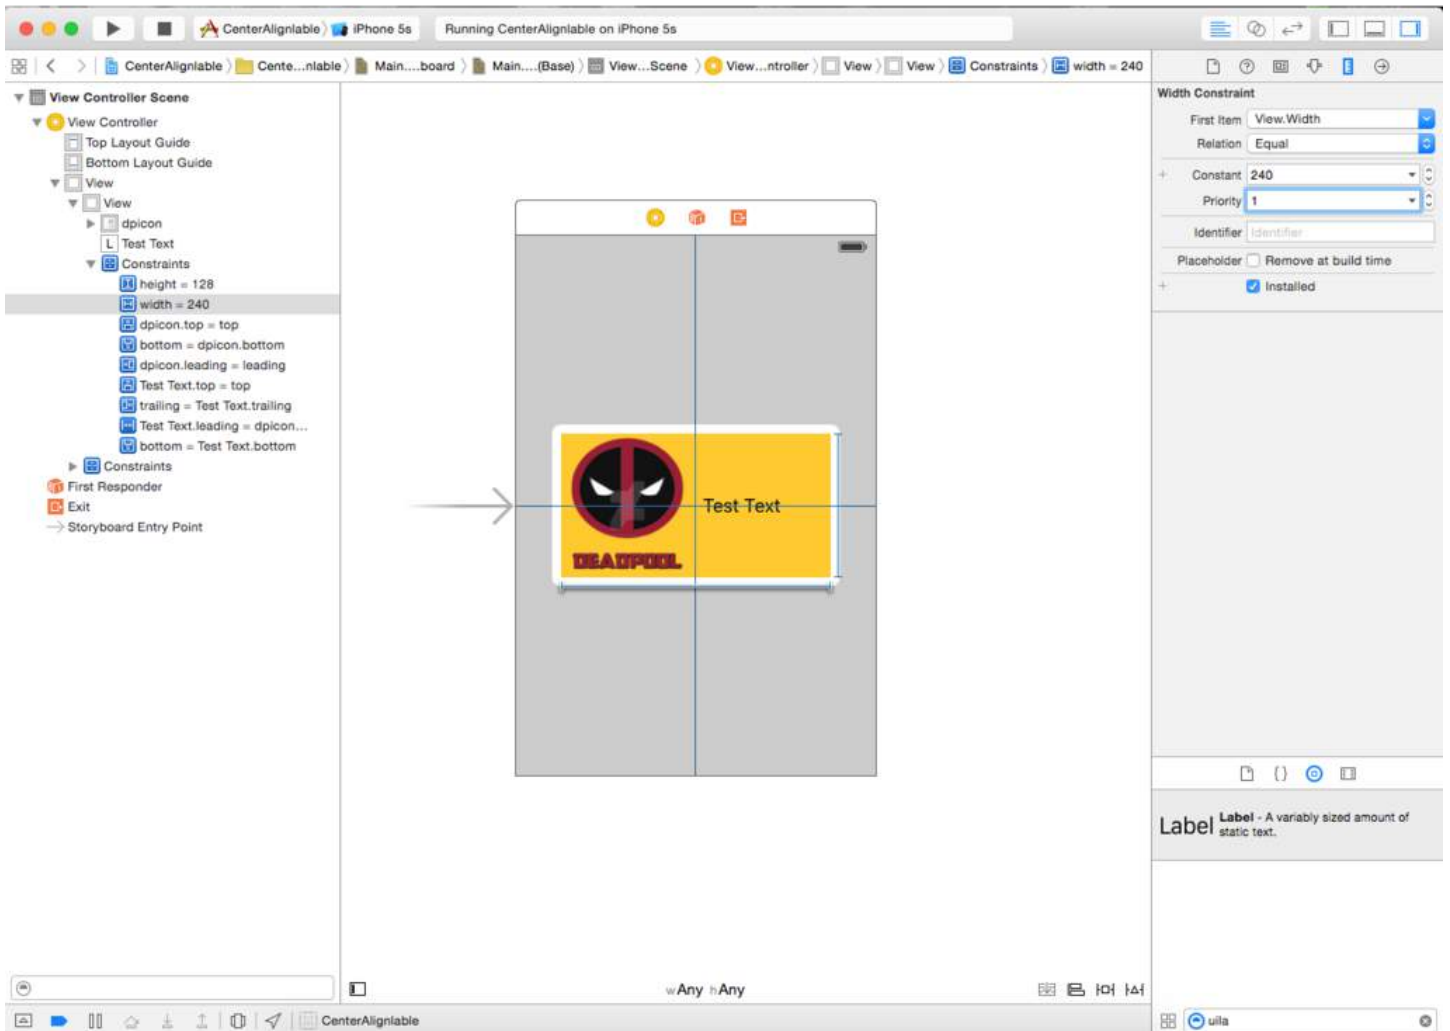 CenterAlignlable iPhone 5s Running CenterAlignlable on iPhone 5s
CenterAlignlable Cente...nlable Main....board Main....(Base) View...Scene View...ntroller View View Constraints width = 240
View Controller Scene
View Controller
Top Layout Guide
Bottom Layout Guide
View
View
dpicon
L Test Text
Constraints
height = 128
width = 240
dpicon.top = top
bottom = dpicon.bottom
dpicon.leading = leading
Test Text.top = top
trailing = Test Text.trailing
Test Text.leading = dpicon...
bottom = Test Text.bottom
Constraints
First Responder
Exit
Storyboard Entry Point
Test Text
DEADPOOL
wAny hAny
CenterAlignlable
Width Constraint
First Item View.Width
Relation Equal
Constant 240
Priority 1
Identifier Identifier
Placeholder Remove at build time
Installed
Label Label - A variably sized amount of
static text.
uila